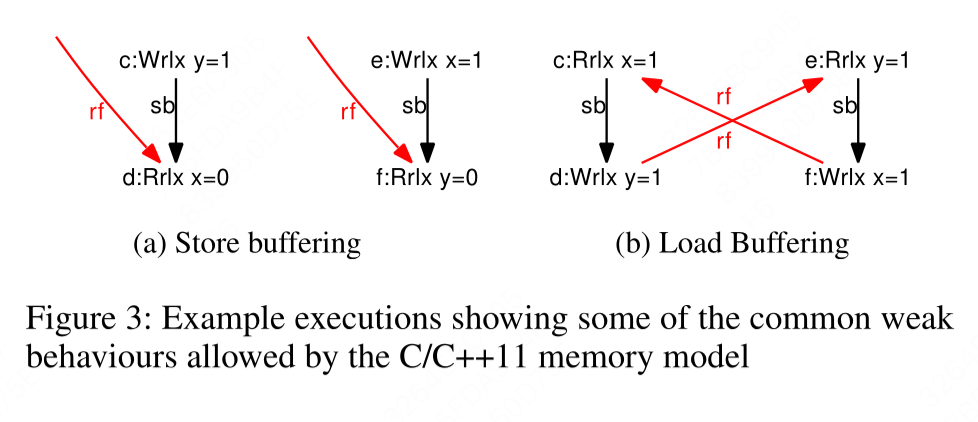 c:Wrlx y=1
e:Wrlx x=1
c:Rrlx x=1
e:Rrlx y=1
rf
sb
rf
sb
sb
rf
rf
sb
d:Rrlx x=0
f:Rrlx y=0
d:Wrlx y=1
f:Wrlx x=1
(a) Store buffering
(b) Load Buffering
Figure 3: Example executions showing some of the common weak
behaviours allowed by the C/C++11 memory model